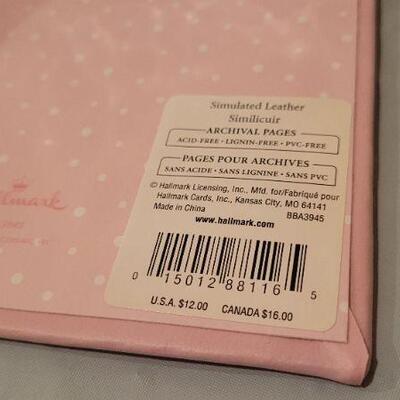 Simulated Leather
Similicuir
ARCHIVAL PAGES
ACID-FREE • LIGNIN-FREE • PVC-FREE
PAGES POUR ARCHIVES
SANS ACIDE • SANS LIGNINE • SANS PVC
© Hallmark Licensing, Inc., Mfd. for/Fabriqué pour
Hallmark Cards, Inc., Kansas City, MO 64141
Made in China
BBA3945
www.hallmark.com
0 15012 88116 5
U.S.A. $12.00 CANADA $16.00